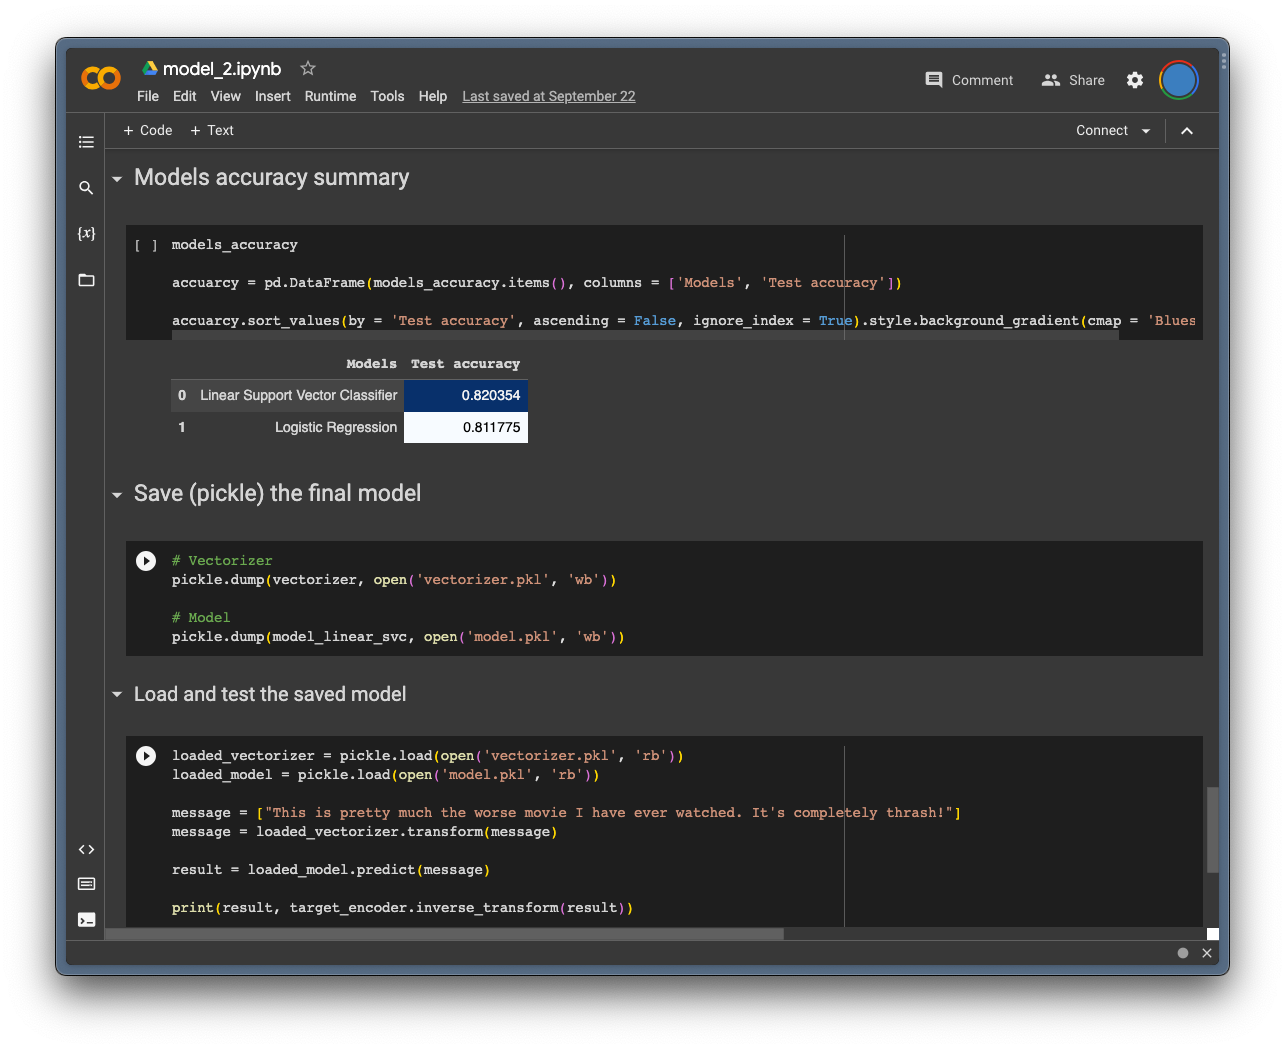 model_2.ipynb
File Edit View Insert Runtime Tools Help Last saved at September 22
Comment Share
+ Code + Text
Connect
Models accuracy summary
{x}
[ ] models_accuracy
accuarcy = pd.DataFrame(models_accuracy.items(), columns = ['Models', 'Test accuracy'])
accuarcy.sort_values(by = 'Test accuracy', ascending = False, ignore_index = True).style.background_gradient(cmap = 'Blues
Models Test accuracy
0 Linear Support Vector Classifier 0.820354
1 Logistic Regression 0.811775
Save (pickle) the final model
# Vectorizer
pickle.dump(vectorizer, open('vectorizer.pkl', 'wb'))
# Model
pickle.dump(model_linear_svc, open('model.pkl', 'wb'))
Load and test the saved model
loaded_vectorizer = pickle.load(open('vectorizer.pkl', 'rb'))
loaded_model = pickle.load(open('model.pkl', 'rb'))
message = ["This is pretty much the worse movie I have ever watched. It's completely thrash!"]
message = loaded_vectorizer.transform(message)
result = loaded_model.predict(message)
print(result, target_encoder.inverse_transform(result))